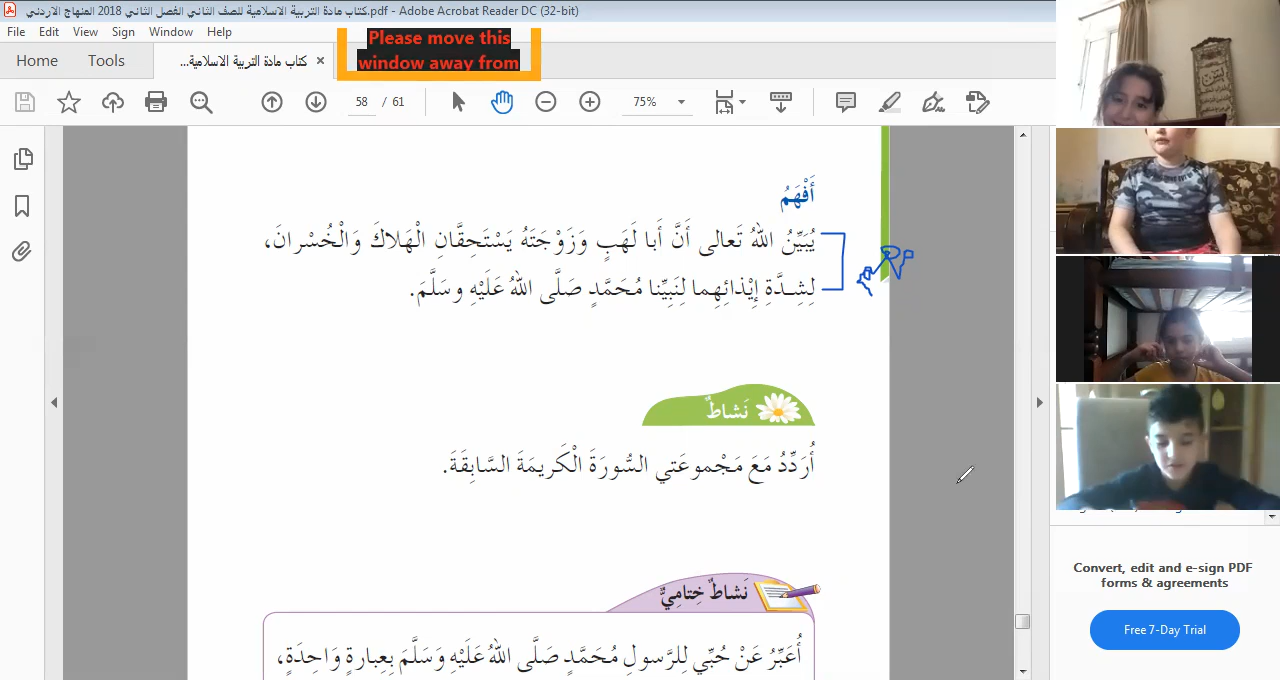 كتاب مادة التربية الاسلامية للصف الثاني الفصل الثاني 2018 المنهاج الاردني.pdf - Adobe Acrobat Reader DC (32-bit)
File Edit View Sign Window Help
Please move this
window away from
Home Tools كتاب مادة التربية الاسلامية... ×
58 / 61 75%
أَفْهَمُ
يُبَيِّنُ اللهُ تَعالى أَنَّ أَبا لَهَبٍ وَزَوْجَتَهُ يَسْتَحِقَّانِ الْهَلاكَ وَالْخُسْرانَ،
لِشِدَّةِ إِيْذائِهِما لِنَبِيِّنا مُحَمَّدٍ صَلَّى اللهُ عَلَيْهِ وسَلَّمَ.
نَشاطٌ
أُرَدِّدُ مَعَ مَجْموعَتي السُّورَةَ الْكَريمَةَ السَّابِقَةَ.
نَشاطٌ خِتامِيٌّ
أُعَبِّرُ عَنْ حُبِّي لِلرَّسولِ مُحَمَّدٍ صَلَّى اللهُ عَلَيْهِ وَسَلَّمَ بِعِبارةٍ وَاحِدَةٍ،
Convert, edit and e-sign PDF
forms & agreements
Free 7-Day Trial